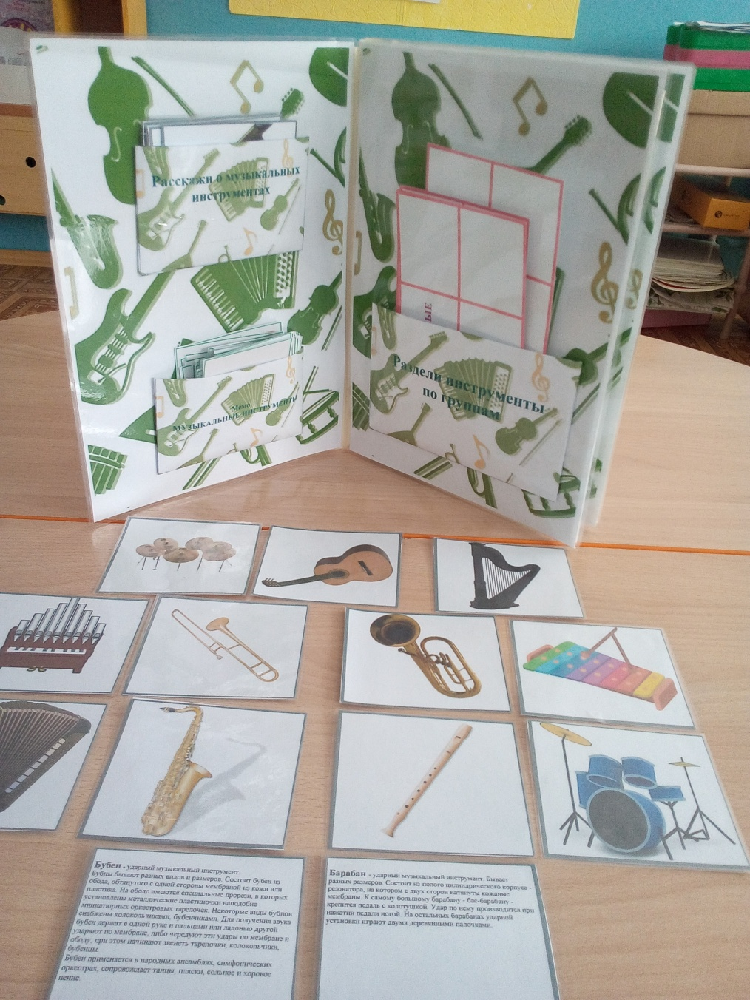 Расскажи о музыкальных
инструментах
Мемо
МУЗЫКАЛЬНЫЕ ИНСТРУМЕНТЫ
ЫЕ
Раздели инструменты
по группам
Бубен - ударный музыкальный инструмент
Бубны бывают разных видов и размеров. Состоит бубен из
обода, обтянутого с одной стороны мембраной из кожи или
пластика. На ободе имеются специальные прорези, в которых
установлены металлические пластиночки наподобие
миниатюрных оркестровых тарелочек. Некоторые виды бубнов
снабжены колокольчиками, бубенчиками. Для получения звука
бубен держат в одной руке и пальцами или ладонью другой
ударяют по мембране, либо чередуют эти удары по мембране и
ободу, при этом начинают звенеть тарелочки, колокольчики,
бубенцы.
Бубен применяется в народных ансамблях, симфонических
оркестрах, сопровождает танцы, пляски, сольное и хоровое
пение.
Барабан - ударный музыкальный инструмент. Бывает
разных размеров. Состоит из полого цилиндрического корпуса -
резонатора, на котором с двух сторон натянуты кожаные
мембраны. К самому большому барабану - бас-барабану -
крепится педаль с колотушкой. Удар по нему производится при
нажатии педали ногой. На остальных барабанах ударной
установки играют двумя деревянными палочками.